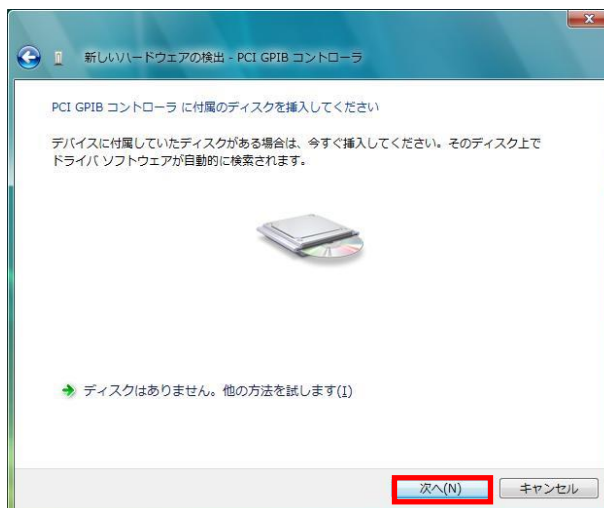 新しいハードウェアの検出 - PCI GPIB コントローラ
PCI GPIB コントローラ に付属のディスクを挿入してください
デバイスに付属していたディスクがある場合は、今すぐ挿入してください。そのディスク上で
ドライバ ソフトウェアが自動的に検索されます。
ディスクはありません。他の方法を試します(I)
次へ(N) キャンセル